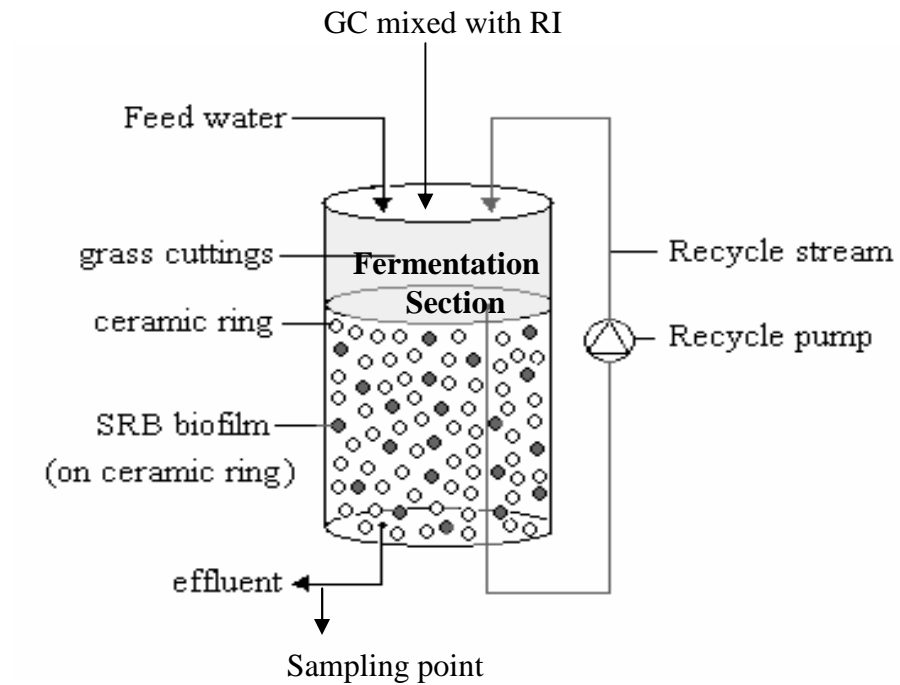 GC mixed with RI
Feed water
grass cuttings
Fermentation
Section
Recycle stream
ceramic ring
Recycle pump
SRB biofilm
(on ceramic ring)
effluent
Sampling point